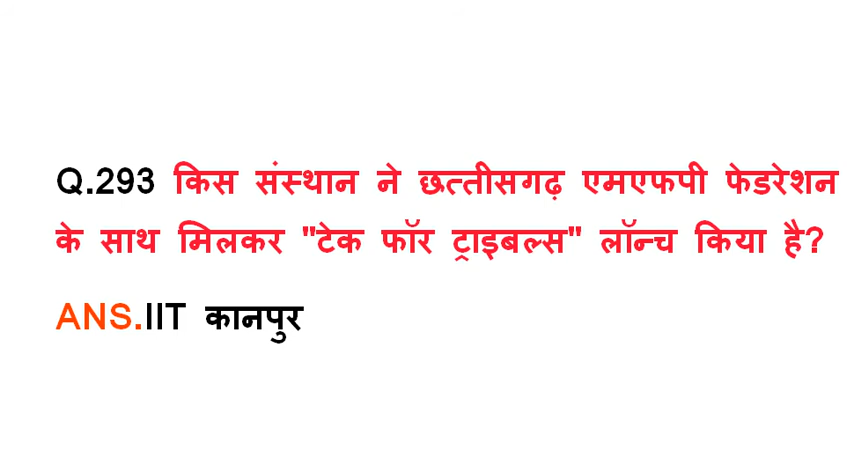 Q.293 किस संस्थान ने छत्तीसगढ़ एमएफपी फेडरेशन
के साथ मिलकर "टेक फॉर ट्राइबल्स" लॉन्च किया है?
ANS.IIT कानपुर